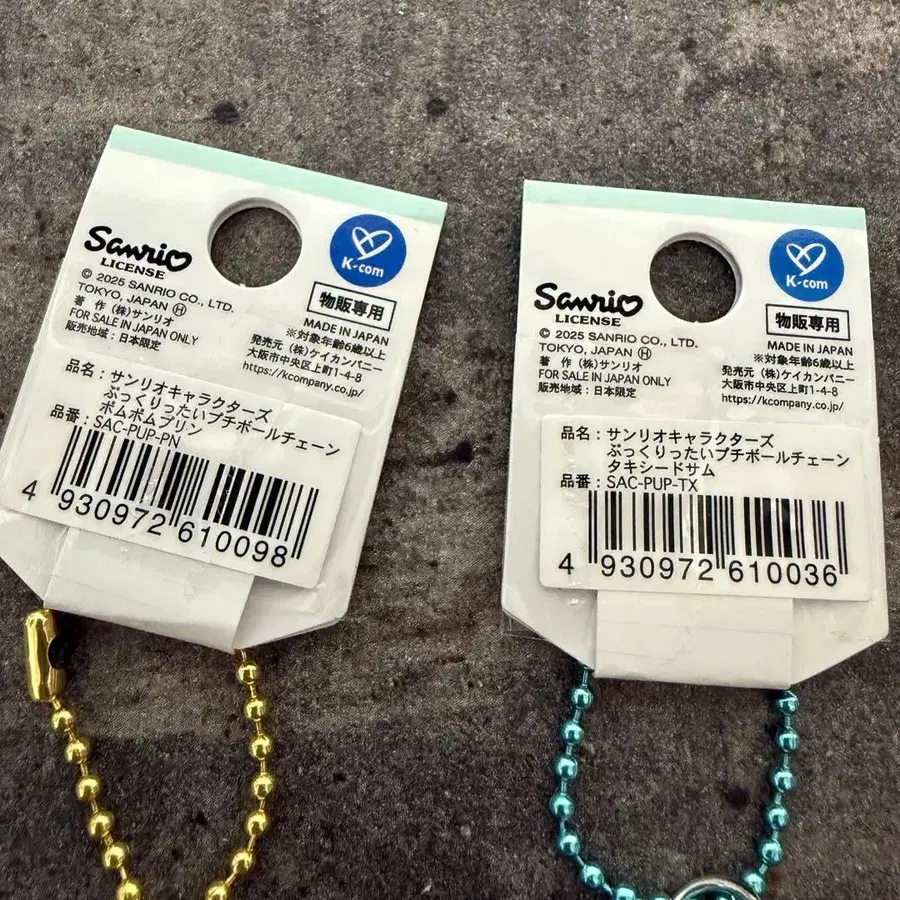 Sanrio
LICENSE
© 2025 SANRIO CO., LTD.
TOKYO, JAPAN Ⓗ
著 作 (株)サンリオ
FOR SALE IN JAPAN ONLY
販売地域：日本限定
K-com
物販専用
MADE IN JAPAN
※対象年齢6歳以上
発売元 (株)ケイカンパニー
大阪市中央区上町1-4-8
https://kcompany.co.jp/
品名：サンリオキャラクターズ
ぷっくりったいプチボールチェーン
ポムポムプリン
品番：SAC-PUP-PN
4 930972 610098
Sanrio
LICENSE
© 2025 SANRIO CO., LTD.
TOKYO, JAPAN Ⓗ
著 作 (株)サンリオ
FOR SALE IN JAPAN ONLY
販売地域：日本限定
K-com
物販専用
MADE IN JAPAN
※対象年齢6歳以上
発売元 (株)ケイカンパニー
大阪市中央区上町1-4-8
https://kcompany.co.jp/
品名：サンリオキャラクターズ
ぷっくりったいプチボールチェーン
タキシードサム
品番：SAC-PUP-TX
4 930972 610036